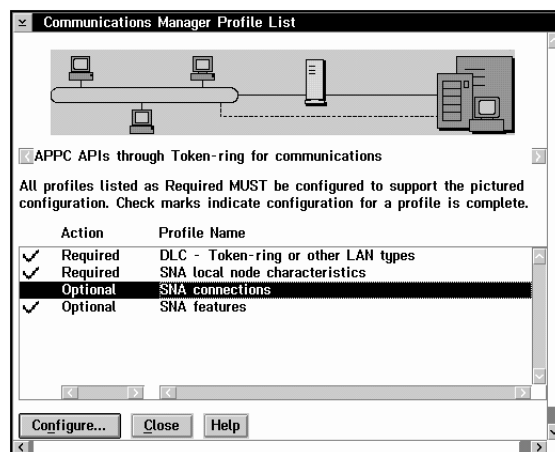 Communications Manager Profile List
APPC APIs through Token-ring for communications
All profiles listed as Required MUST be configured to support the pictured
configuration. Check marks indicate configuration for a profile is complete.
Action Profile Name
Required DLC - Token-ring or other LAN types
Required SNA local node characteristics
Optional SNA connections
Optional SNA features
Configure... Close Help